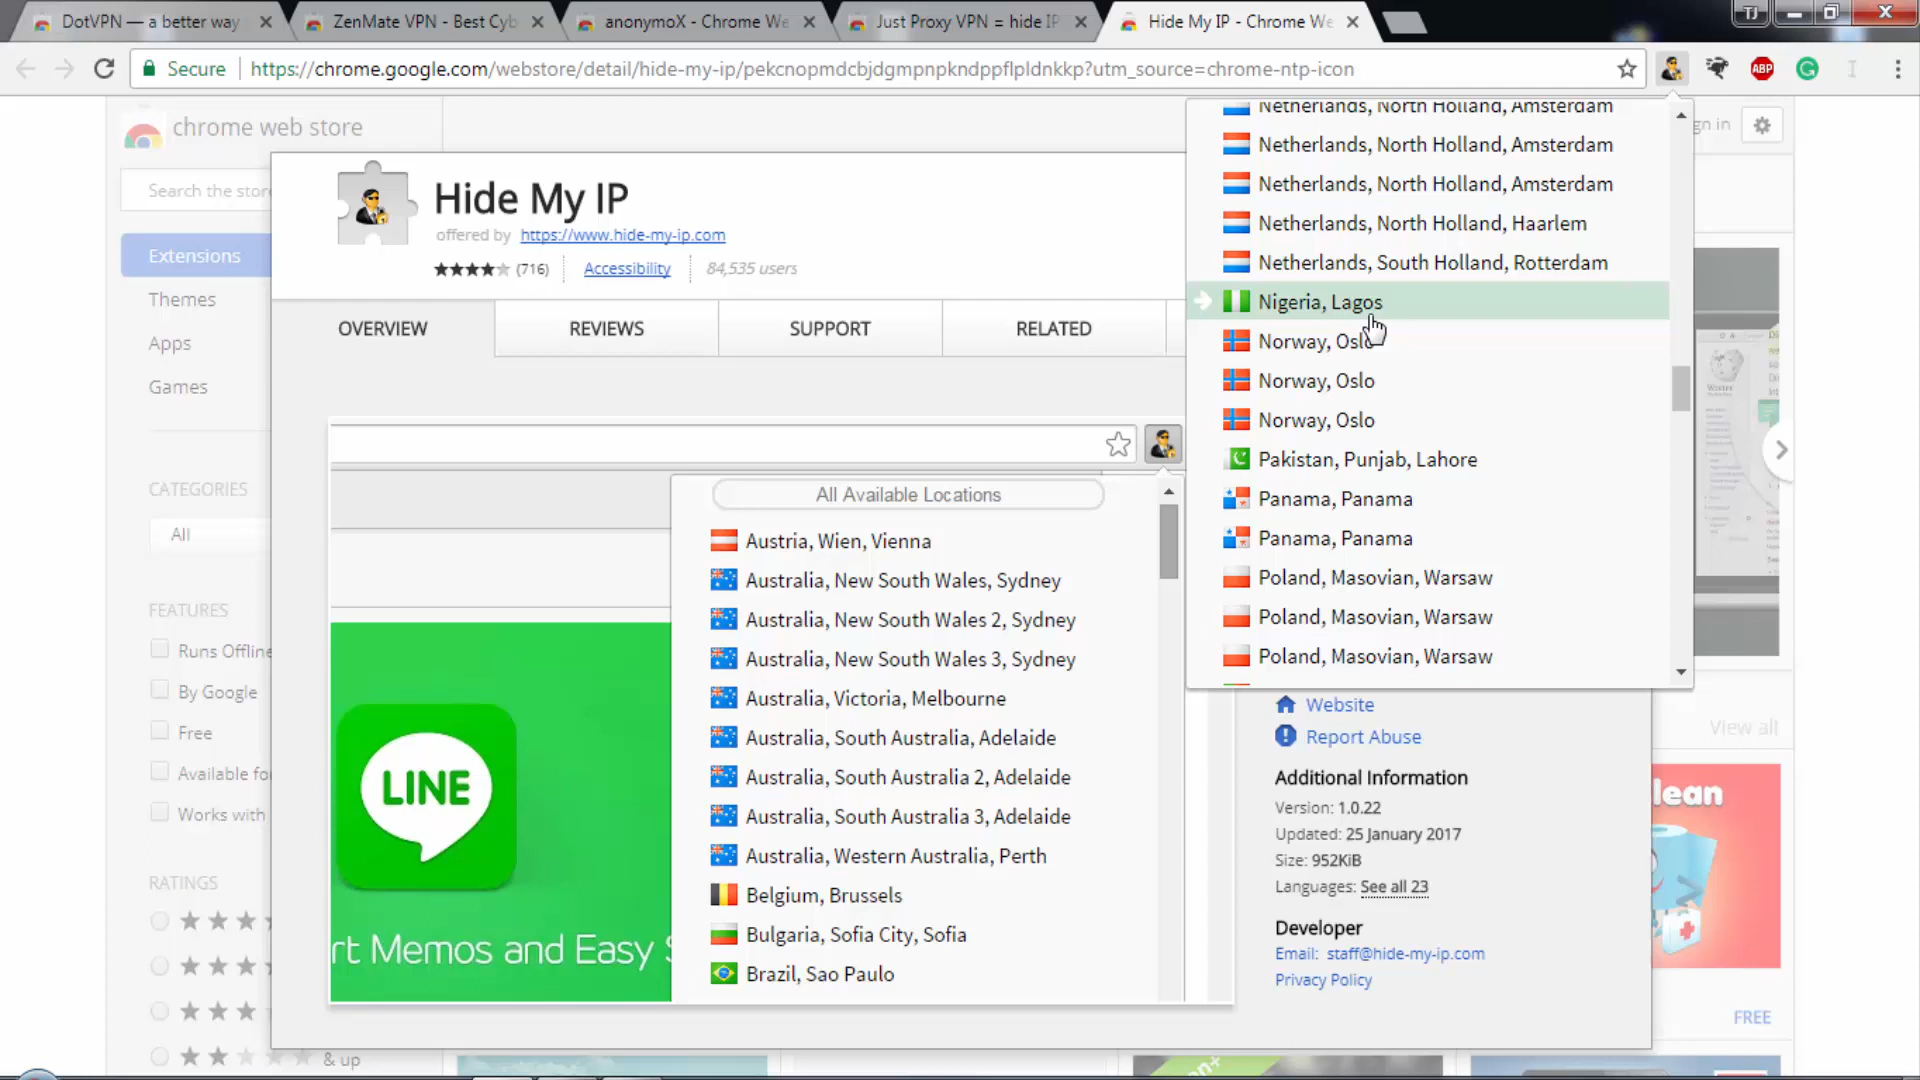 DotVPN — a better way
ZenMate VPN - Best Cyb
anonymoX - Chrome We
Just Proxy VPN = hide IP
Hide My IP - Chrome We
TJ
Secure
https://chrome.google.com/webstore/detail/hide-my-ip/pekcnopmdcbjdgmpnpkndppflpldnkkp?utm_source=chrome-ntp-icon
ABP
chrome web store
gn in
Search the store
Extensions
Themes
Apps
Games
CATEGORIES
All
FEATURES
Runs Offline
By Google
Free
Available fo
Works with
RATINGS
& up
Hide My IP
offered by https://www.hide-my-ip.com
(716)
Accessibility
84,535 users
OVERVIEW
REVIEWS
SUPPORT
RELATED
All Available Locations
Austria, Wien, Vienna
Australia, New South Wales, Sydney
Australia, New South Wales 2, Sydney
Australia, New South Wales 3, Sydney
Australia, Victoria, Melbourne
Australia, South Australia, Adelaide
Australia, South Australia 2, Adelaide
Australia, South Australia 3, Adelaide
Australia, Western Australia, Perth
Belgium, Brussels
Bulgaria, Sofia City, Sofia
Brazil, Sao Paulo
LINE
rt Memos and Easy S
Netherlands, North Holland, Amsterdam
Netherlands, North Holland, Amsterdam
Netherlands, North Holland, Amsterdam
Netherlands, North Holland, Haarlem
Netherlands, South Holland, Rotterdam
Nigeria, Lagos
Norway, Oslo
Norway, Oslo
Norway, Oslo
Pakistan, Punjab, Lahore
Panama, Panama
Panama, Panama
Poland, Masovian, Warsaw
Poland, Masovian, Warsaw
Poland, Masovian, Warsaw
Website
Report Abuse
Additional Information
Version: 1.0.22
Updated: 25 January 2017
Size: 952KiB
Languages: See all 23
Developer
Email: staff@hide-my-ip.com
Privacy Policy
View all
lean
FREE